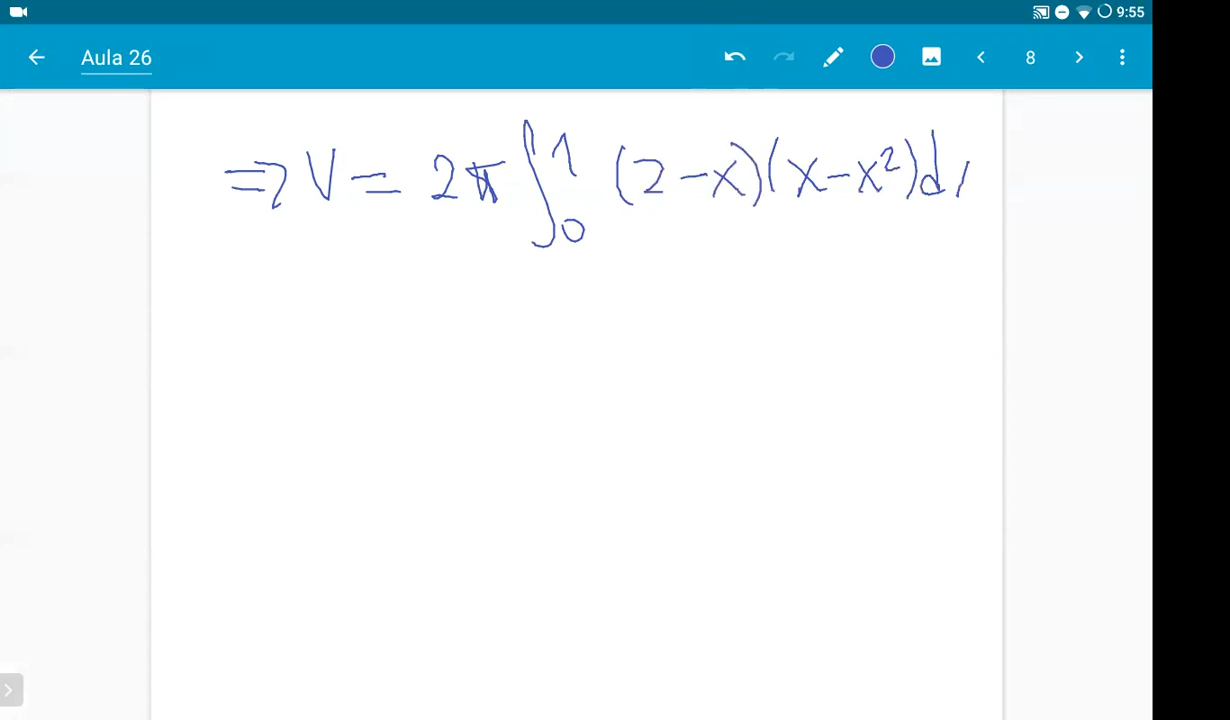 9:55
Aula 26
8
⇒ V = 2π ∫₀¹ (2-x)(x-x²)d